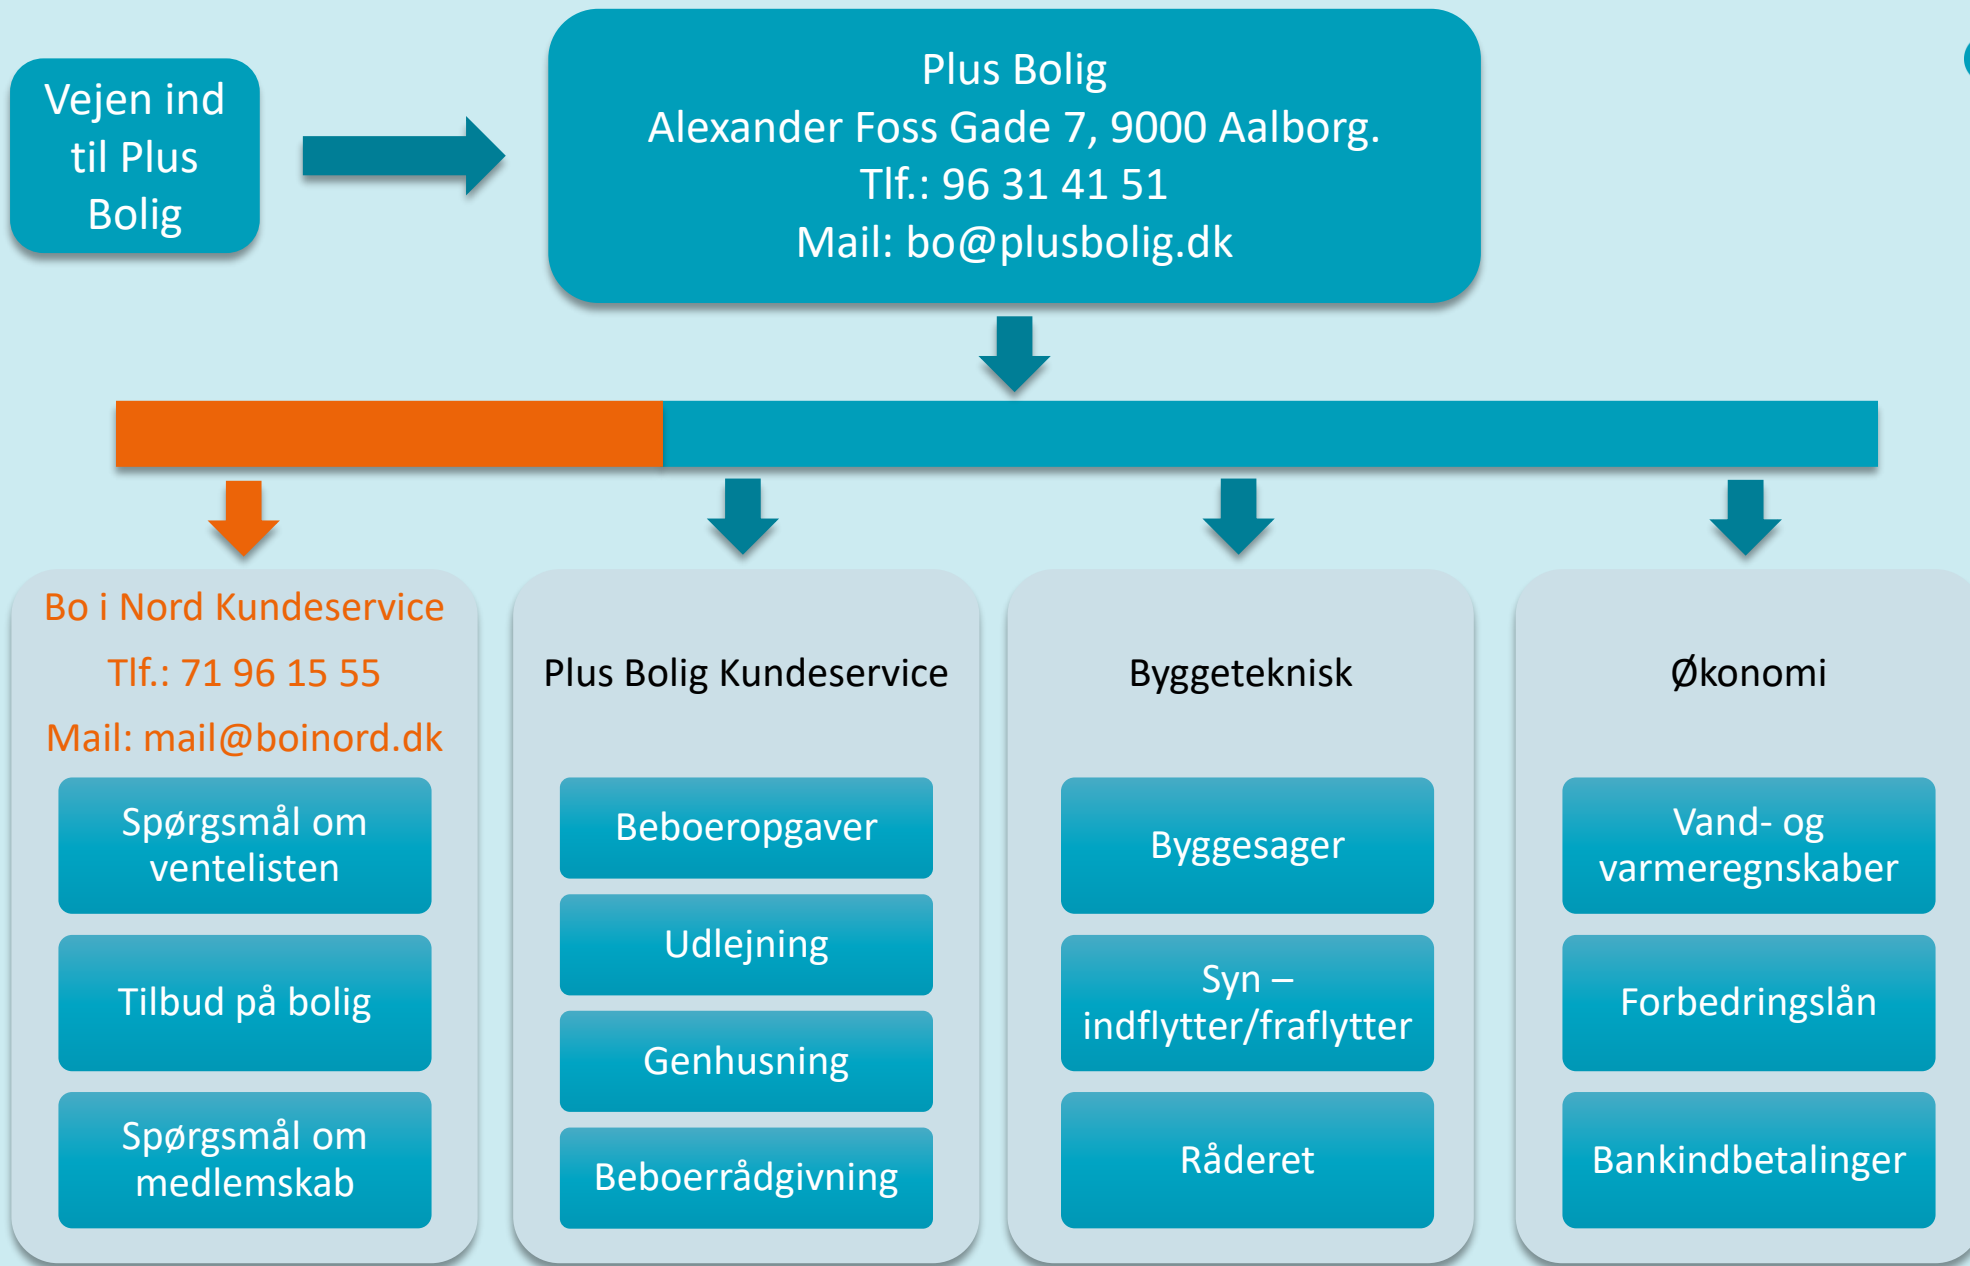 Vejen ind
til Plus
Bolig
Plus Bolig
Alexander Foss Gade 7, 9000 Aalborg.
Tlf.: 96 31 41 51
Mail: bo@plusbolig.dk
Bo i Nord Kundeservice
Tlf.: 71 96 15 55
Mail: mail@boinord.dk
Spørgsmål om
ventelisten
Tilbud på bolig
Spørgsmål om
medlemskab
Plus Bolig Kundeservice
Beboeropgaver
Udlejning
Genhusning
Beboerrådgivning
Byggeteknisk
Byggesager
Syn –
indflytter/fraflytter
Råderet
Økonomi
Vand- og
varmeregnskaber
Forbedringslån
Bankindbetalinger